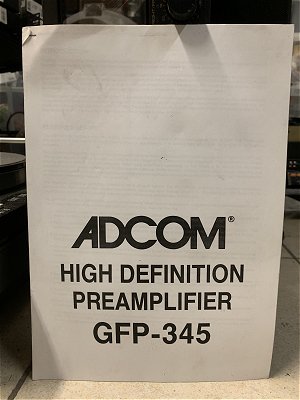 ADCOM®
HIGH DEFINITION
PREAMPLIFIER
GFP-345